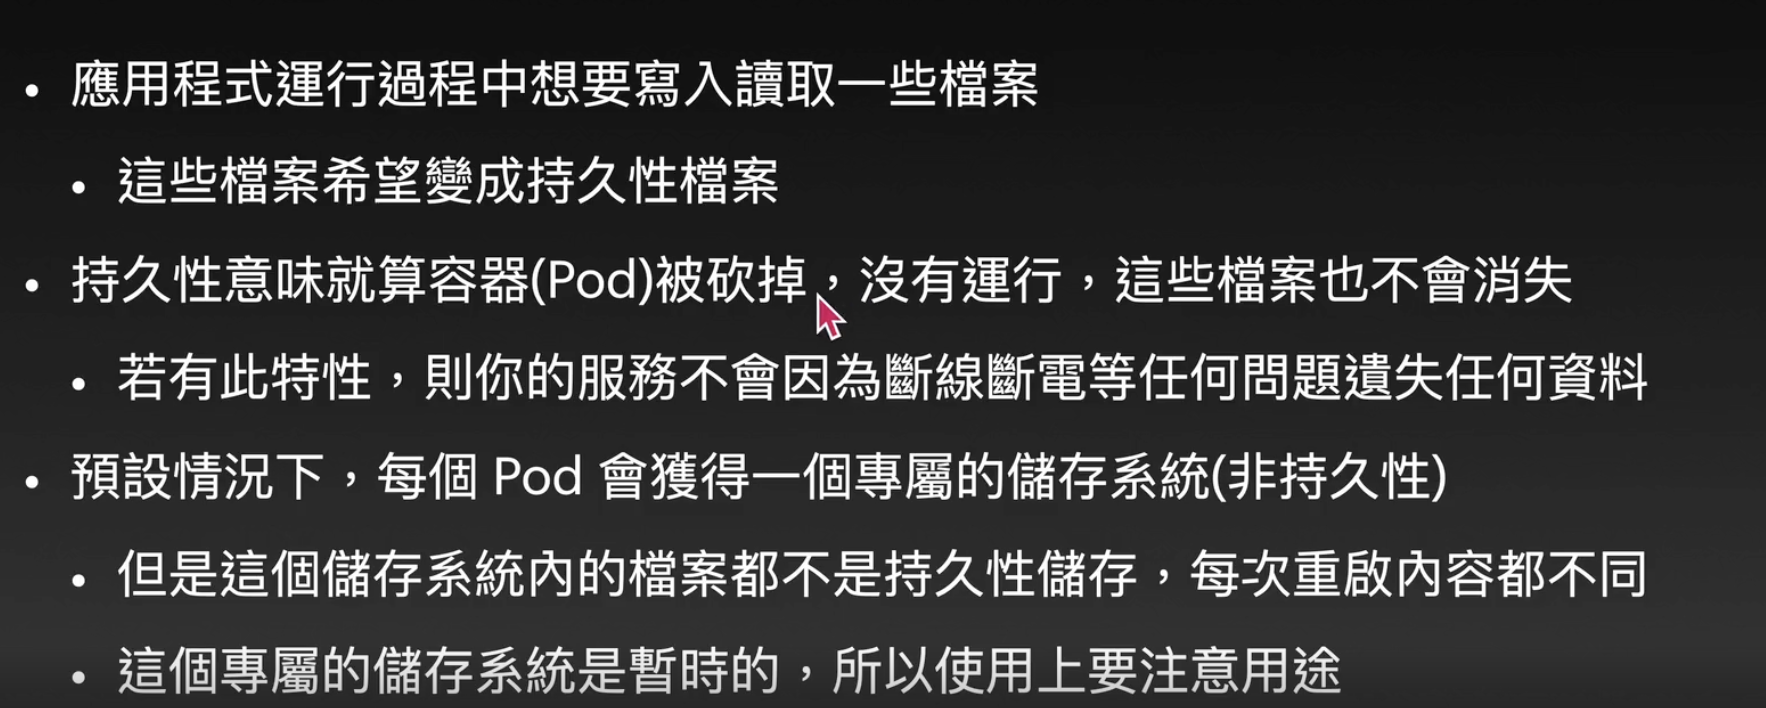 • 應用程式運行過程中想要寫入讀取一些檔案
• 這些檔案希望變成持久性檔案
• 持久性意味就算容器(Pod)被砍掉，沒有運行，這些檔案也不會消失
• 若有此特性，則你的服務不會因為斷線斷電等任何問題遺失任何資料
• 預設情況下，每個 Pod 會獲得一個專屬的儲存系統(非持久性)
• 但是這個儲存系統內的檔案都不是持久性儲存，每次重啟內容都不同
• 這個專屬的儲存系統是暫時的，所以使用上要注意用途